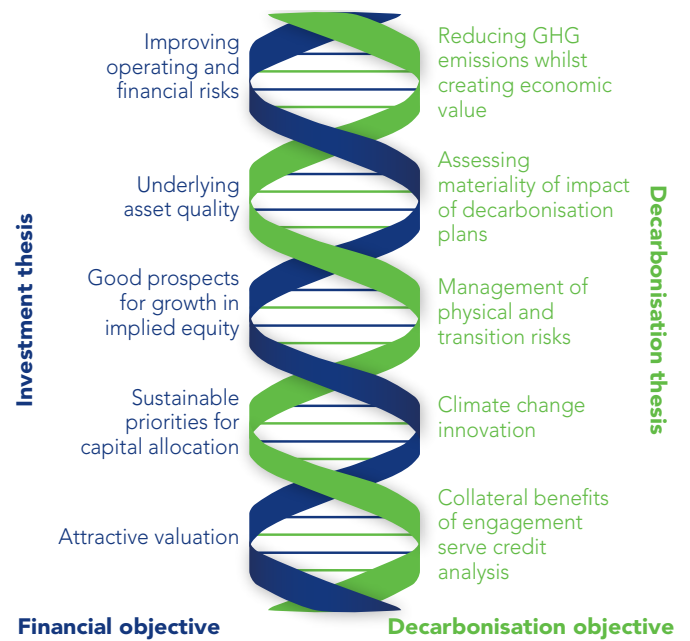 Investment thesis
Improving
operating and
financial risks
Underlying
asset quality
Good prospects
for growth in
implied equity
Sustainable
priorities for
capital allocation
Attractive valuation
Financial objective
Reducing GHG
emissions whilst
creating economic
value
Assessing
materiality of impact
of decarbonisation
plans
Management of
physical and
transition risks
Climate change
innovation
Collateral benefits
of engagement
serve credit
analysis
Decarbonisation thesis
Decarbonisation objective